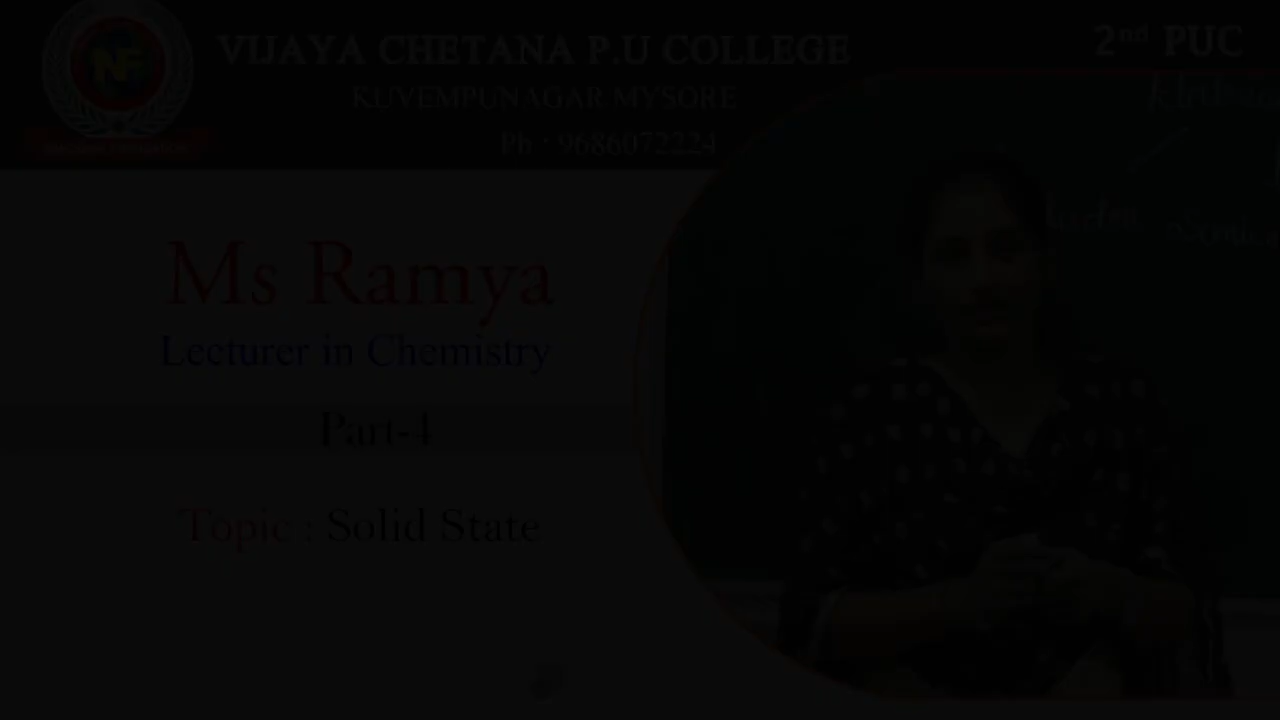 VIJAYA CHETANA P.U COLLEGE
2nd PUC
KUVEMPUNAGAR MYSORE
Ph : 9686072224
Ms Ramya
Lecturer in Chemistry
Part-4
Topic : Solid State